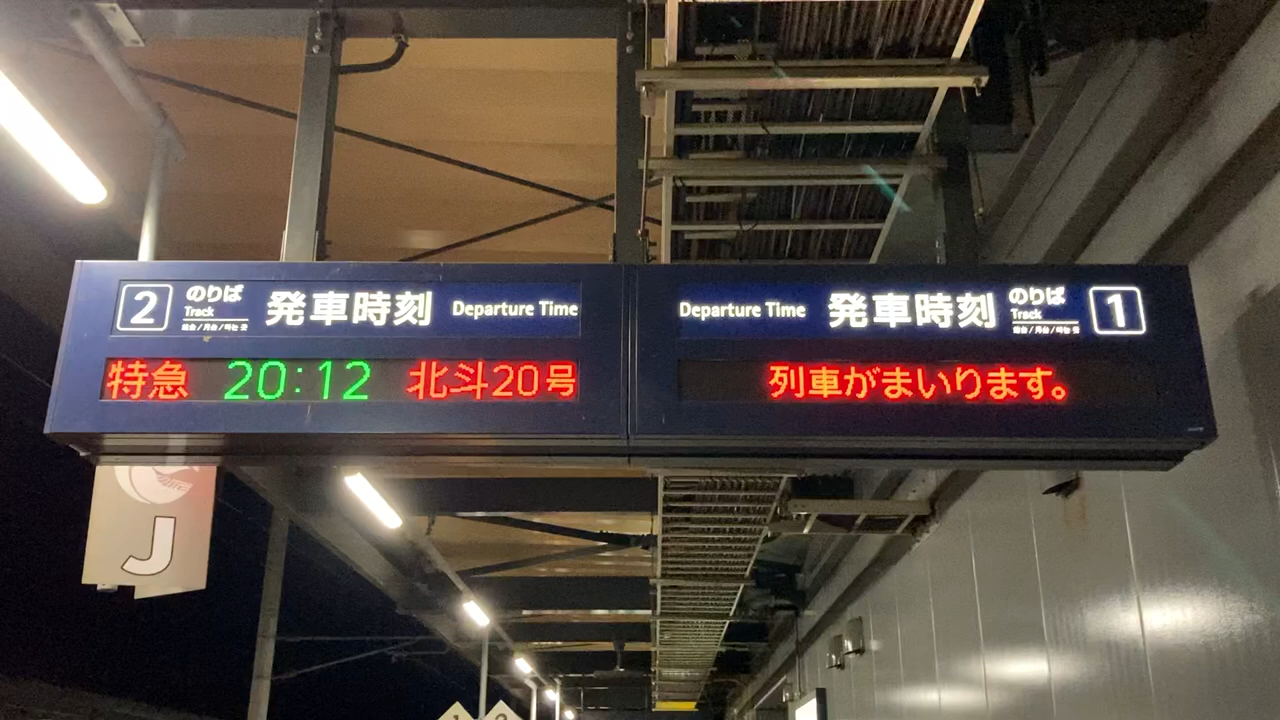 2 のりば 発車時刻 Departure Time
Track
特急 20:12 北斗20号
Departure Time 発車時刻 のりば 1
Track
列車がまいります。
J